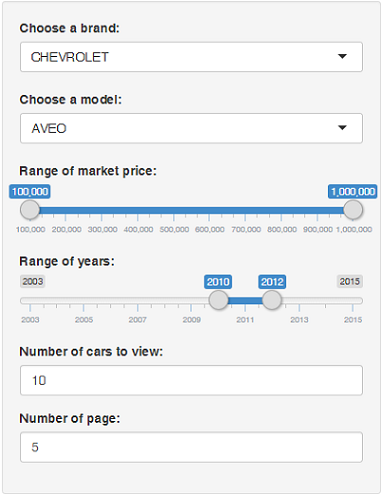 Choose a brand:
CHEVROLET
Choose a model:
AVEO
Range of market price:
100,000 1,000,000
100,000 200,000 300,000 400,000 500,000 600,000 700,000 800,000 1,000,000
Range of years:
2003 2010 2012 2015
2003 2005 2007 2009 2011 2013 2015
Number of cars to view:
10
Number of page:
5